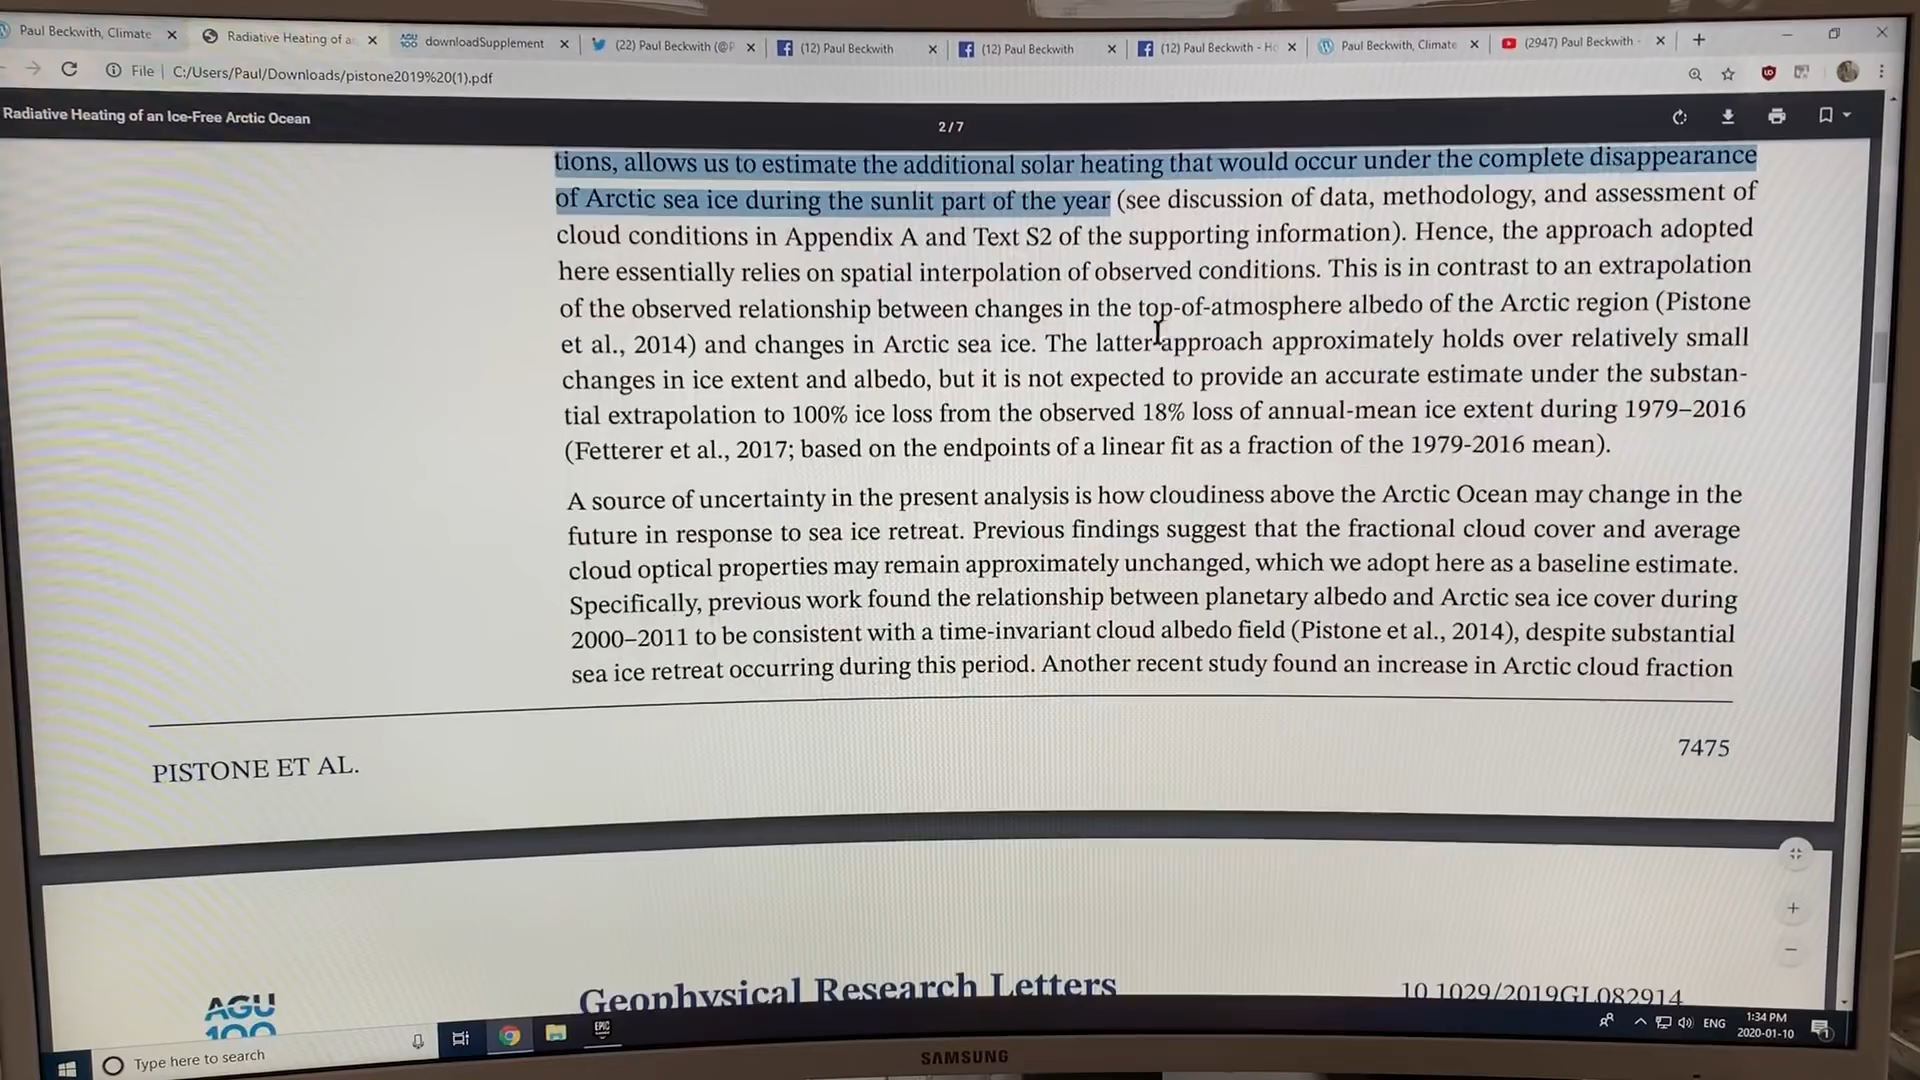 Paul Beckwith, Climate
Radiative Heating of a
AGU 100 downloadSupplement
(22) Paul Beckwith (@P
(12) Paul Beckwith
(12) Paul Beckwith
(12) Paul Beckwith - Ho
Paul Beckwith, Climate
(2947) Paul Beckwith -
File | C:/Users/Paul/Downloads/pistone2019%20(1).pdf
Radiative Heating of an Ice-Free Arctic Ocean
2/7
tions, allows us to estimate the additional solar heating that would occur under the complete disappearance
of Arctic sea ice during the sunlit part of the year (see discussion of data, methodology, and assessment of
cloud conditions in Appendix A and Text S2 of the supporting information). Hence, the approach adopted
here essentially relies on spatial interpolation of observed conditions. This is in contrast to an extrapolation
of the observed relationship between changes in the top-of-atmosphere albedo of the Arctic region (Pistone
et al., 2014) and changes in Arctic sea ice. The latter approach approximately holds over relatively small
changes in ice extent and albedo, but it is not expected to provide an accurate estimate under the substan-
tial extrapolation to 100% ice loss from the observed 18% loss of annual-mean ice extent during 1979–2016
(Fetterer et al., 2017; based on the endpoints of a linear fit as a fraction of the 1979-2016 mean).
A source of uncertainty in the present analysis is how cloudiness above the Arctic Ocean may change in the
future in response to sea ice retreat. Previous findings suggest that the fractional cloud cover and average
cloud optical properties may remain approximately unchanged, which we adopt here as a baseline estimate.
Specifically, previous work found the relationship between planetary albedo and Arctic sea ice cover during
2000–2011 to be consistent with a time-invariant cloud albedo field (Pistone et al., 2014), despite substantial
sea ice retreat occurring during this period. Another recent study found an increase in Arctic cloud fraction
PISTONE ET AL.
7475
AGU
100
Geophysical Research Letters
10.1029/2019GL082914
Type here to search
EPIC
ENG
1:34 PM
2020-01-10
SAMSUNG